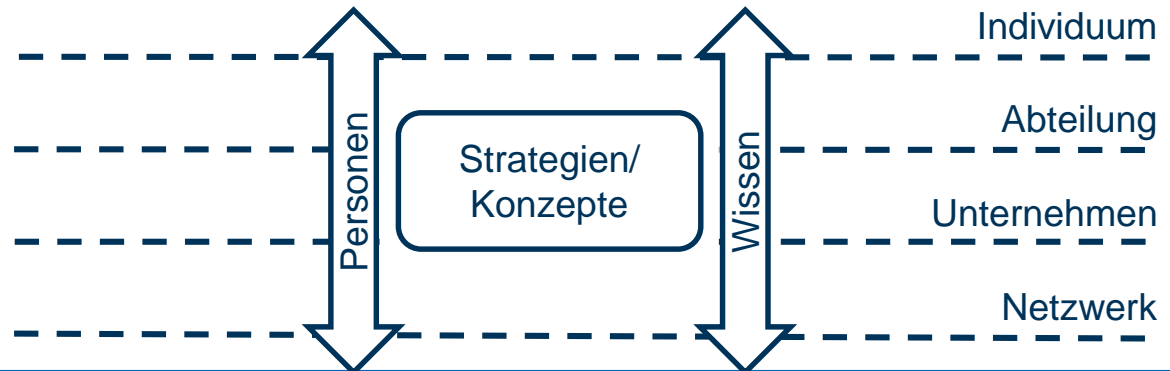 Individuum
Abteilung
Personen
Strategien/
Konzepte
Wissen
Unternehmen
Netzwerk